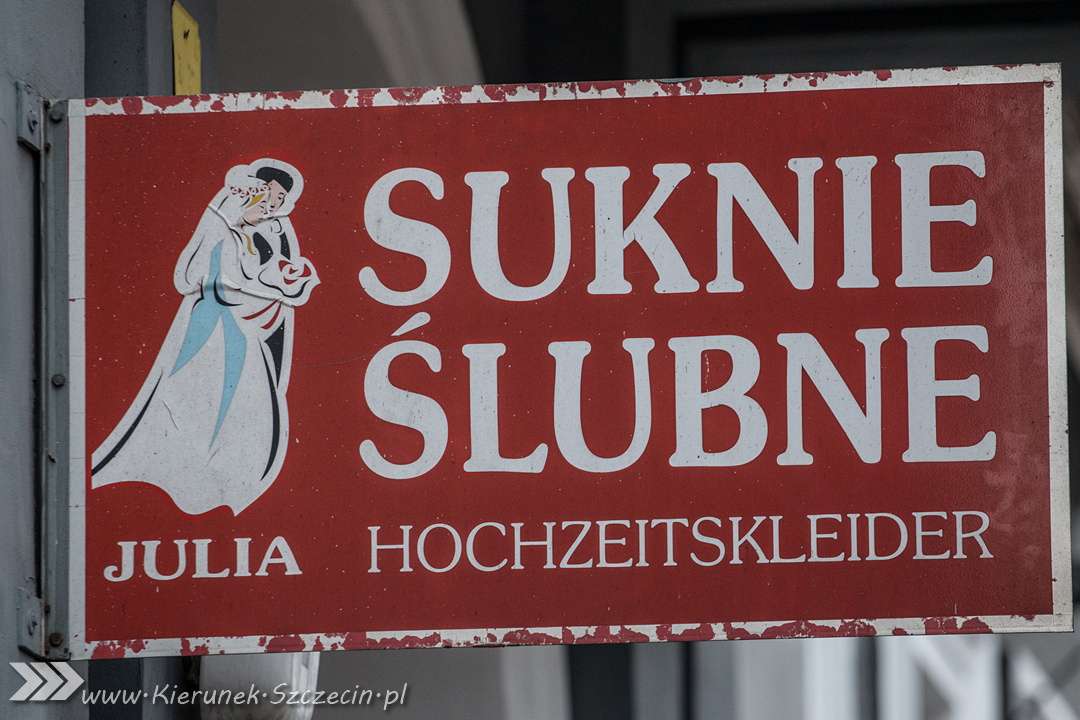 SUKNIE
ŚLUBNE
JULIA HOCHZEITSKLEIDER
www.Kierunek.Szczecin.pl